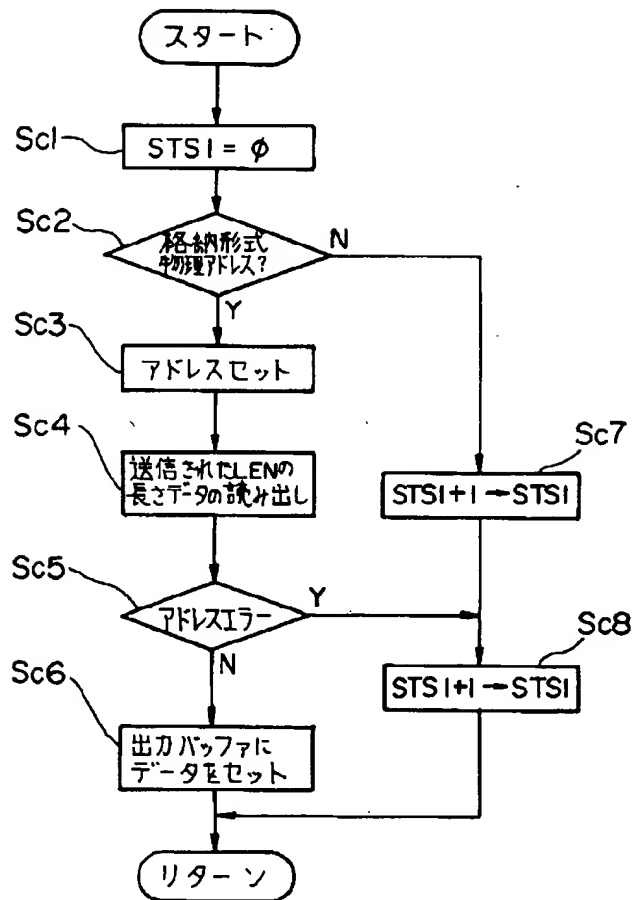 スタート
Sc1
STS1 = φ
Sc2
格納形式
物理アドレス?
N
Y
Sc3
アドレスセット
Sc4
送信されたLENの
長さデータの読み出し
Sc7
STS1+1→STS1
Sc5
アドレスエラー
Y
N
Sc8
STS1+1→STS1
Sc6
出力バッファに
データをセット
リターン